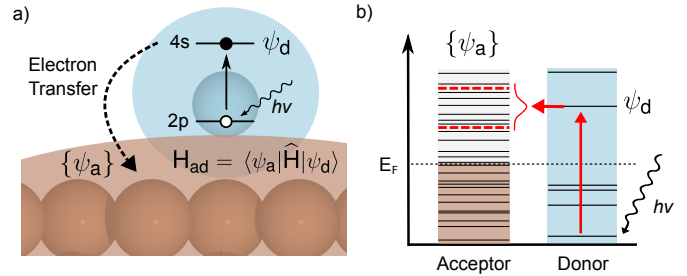 a)
4s
ψd
Electron
Transfer
hν
2p
{ψa}
Had = ⟨ψa|Ĥ|ψd⟩
b)
{ψa}
ψd
EF
hν
Acceptor
Donor